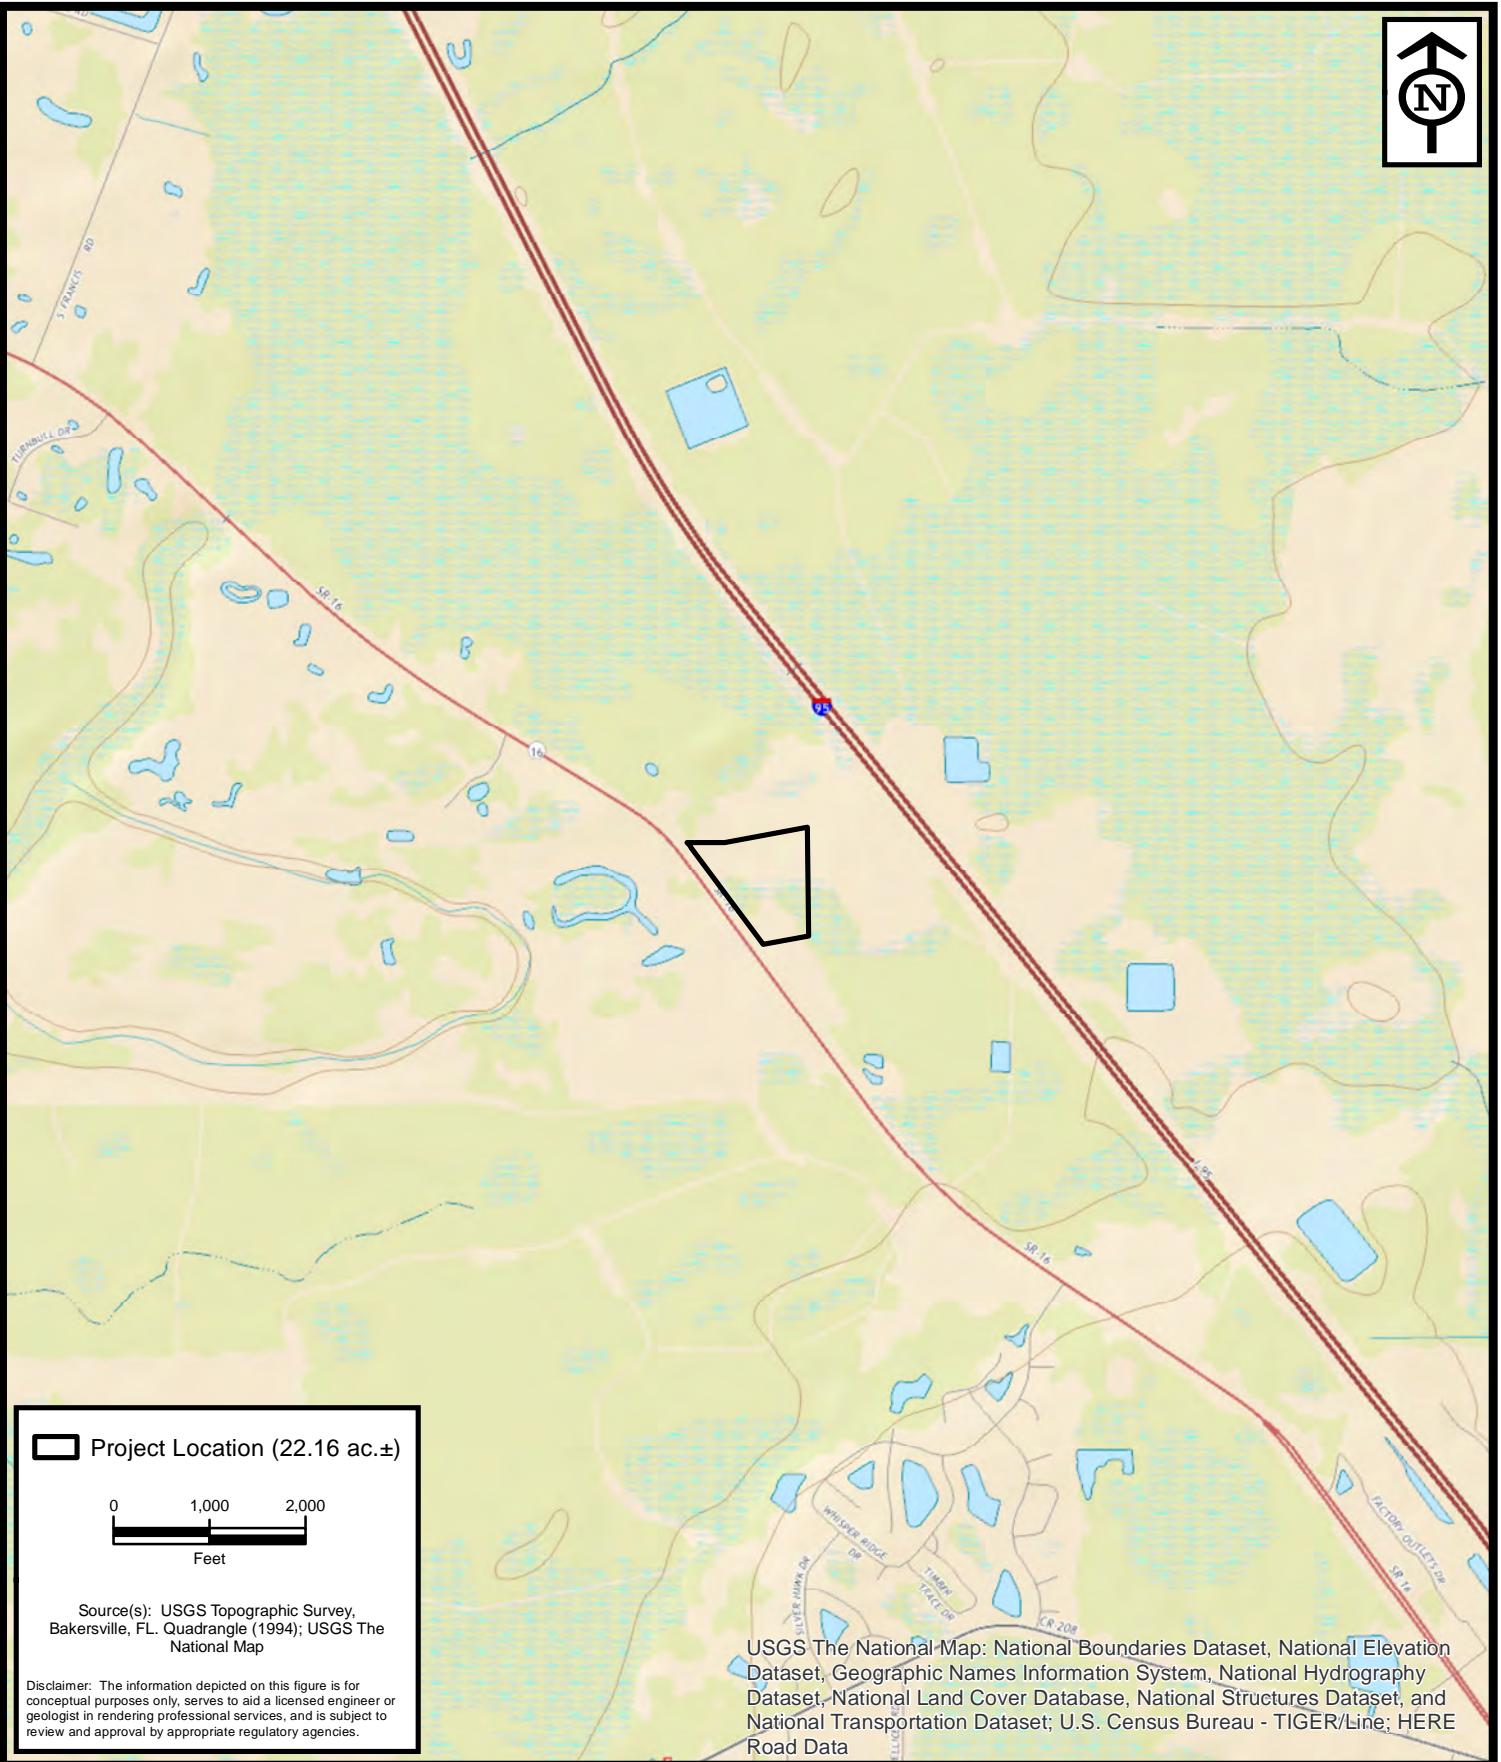 N
RD
S FRANCIS RD
TURNBULL DR
SR-16
95
16
I-95
SR-16
FACTORY OUTLETS DR
SR 16
WHISPER RIDGE
DR
TIMBER
TRACE DR
SILVER HAWK DR
CR-208
Project Location (22.16 ac.±)
0 1,000 2,000
Feet
Source(s): USGS Topographic Survey,
Bakersville, FL. Quadrangle (1994); USGS The
National Map
Disclaimer: The information depicted on this figure is for
conceptual purposes only, serves to aid a licensed engineer or
geologist in rendering professional services, and is subject to
review and approval by appropriate regulatory agencies.
USGS The National Map: National Boundaries Dataset, National Elevation
Dataset, Geographic Names Information System, National Hydrography
Dataset, National Land Cover Database, National Structures Dataset, and
National Transportation Dataset; U.S. Census Bureau - TIGER/Line; HERE
Road Data